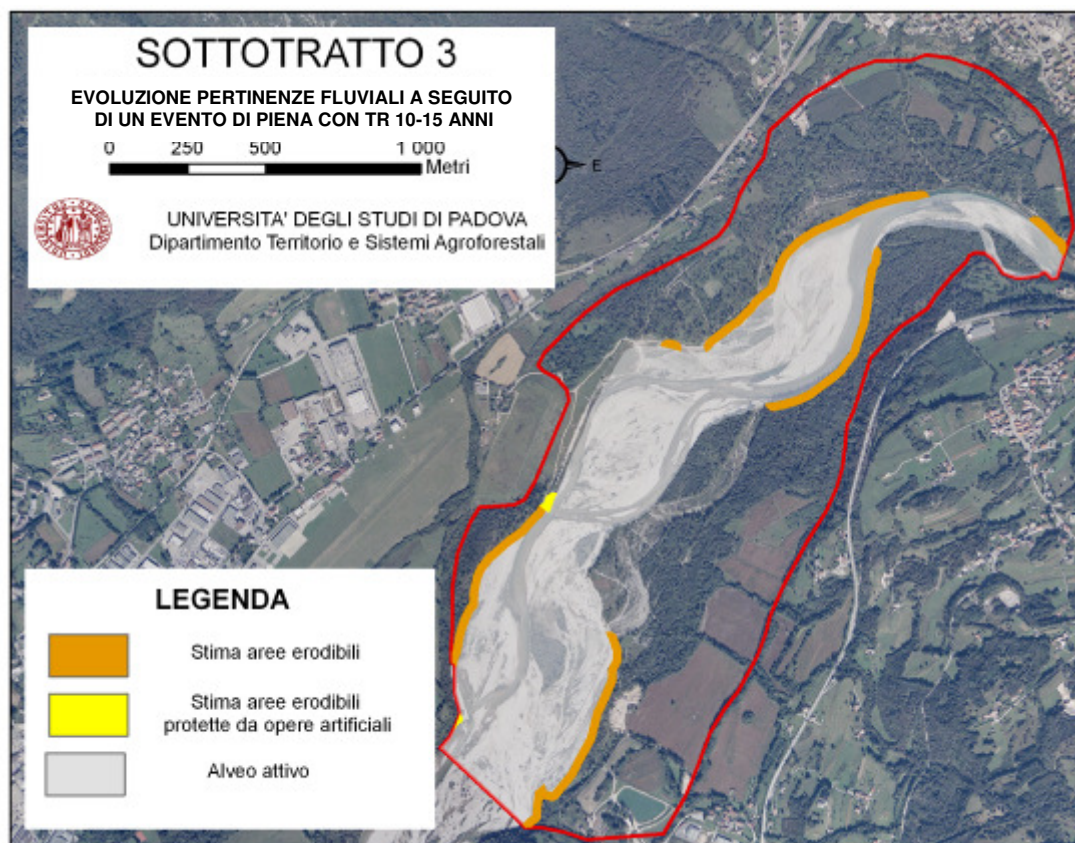 SOTTOTRATTO 3
EVOLUZIONE PERTINENZE FLUVIALI A SEGUITO
DI UN EVENTO DI PIENA CON TR 10-15 ANNI
0 250 500 1 000
Metri
E
UNIVERSITA' DEGLI STUDI DI PADOVA
Dipartimento Territorio e Sistemi Agroforestali
LEGENDA
Stima aree erodibili
Stima aree erodibili
protette da opere artificiali
Alveo attivo